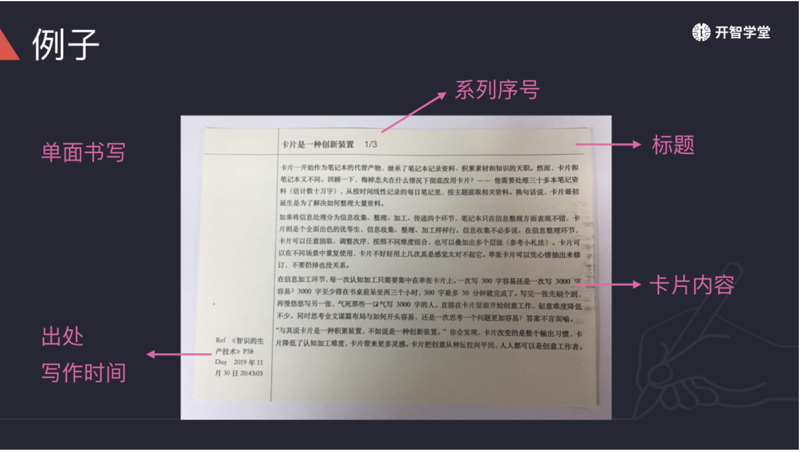 例子
开智学堂
系列序号
单面书写
标题
卡片内容
出处
写作时间
卡片是一种创新装置 1/3
卡片一开始作为笔记本的代替产物,继承了笔记本记录资料、积累素材和知识的天职。然而,卡片和
笔记本又不同。回顾一下,梅棹忠夫在什么情况下彻底改用卡片?—— 他需要处理三十多本笔记资
料(估计数十万字),从按时间线性记录的每日笔记里,按主题提取相关资料。换句话说,卡片最初
诞生是为了解决如何整理大量资料。
如果将信息处理分为信息收集、整理、加工、传递四个环节,笔记本只在信息整理方面表现不错,卡
片则是个全面出色的优等生,信息收集、整理、加工样样行。信息收集不必多说。在信息整理环节,
卡片可以任意抽取、调整次序,按照不同维度组合,也可以叠加出多个层级(参考小札法)。卡片可
以在不同场景中重复使用,卡片不好好用上几次真是感觉太对不起它。单张卡片可以凭心情抽出来修
订,不要扔掉也没关系。
在信息加工环节,每一次认知加工只需要集中在单张卡片上。一次写 300 字容易还是一次写 3000 字
容易?3000 字至少得在书桌前呆坐两三个小时,300 字最多 30 分钟就完成了。写完一张先刷个剧,
再慢悠悠写另一张,气死那些一口气写 3000 字的人。直接在卡片层面开始创意工作,创意难度降低
不少。同时思考全文谋篇布局与如何开头容易,还是一次思考一个问题更加容易?答案不言而喻。
“与其说卡片是一种积累装置,不如说是一种创新装置。”你会发现,卡片改变的是整个输出习惯,卡
片降低了认知加工难度,卡片带来更多灵感。卡片把创意从神坛拉向平民,人人都可以是创意工作者。
Ref 《智识的生
产技术》P58
Day 2019 年 11
月 30 日 20:43:03